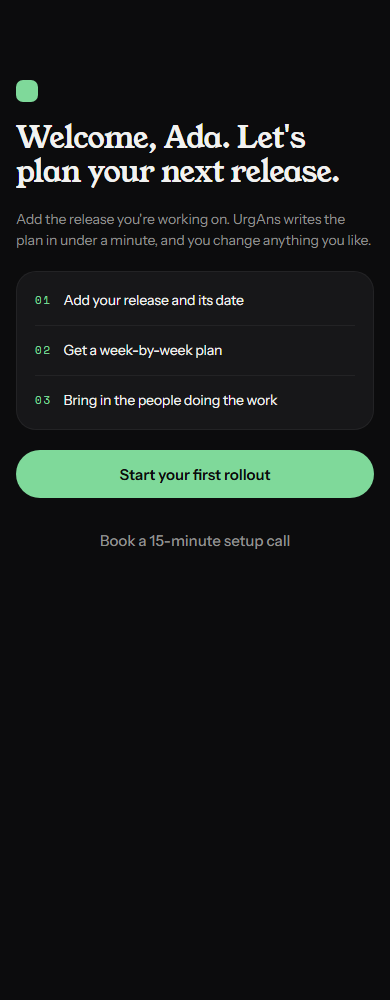 Welcome, Ada. Let's
plan your next release.
Add the release you're working on. UrgAns writes the
plan in under a minute, and you change anything you like.
01 Add your release and its date
02 Get a week-by-week plan
03 Bring in the people doing the work
Start your first rollout
Book a 15-minute setup call